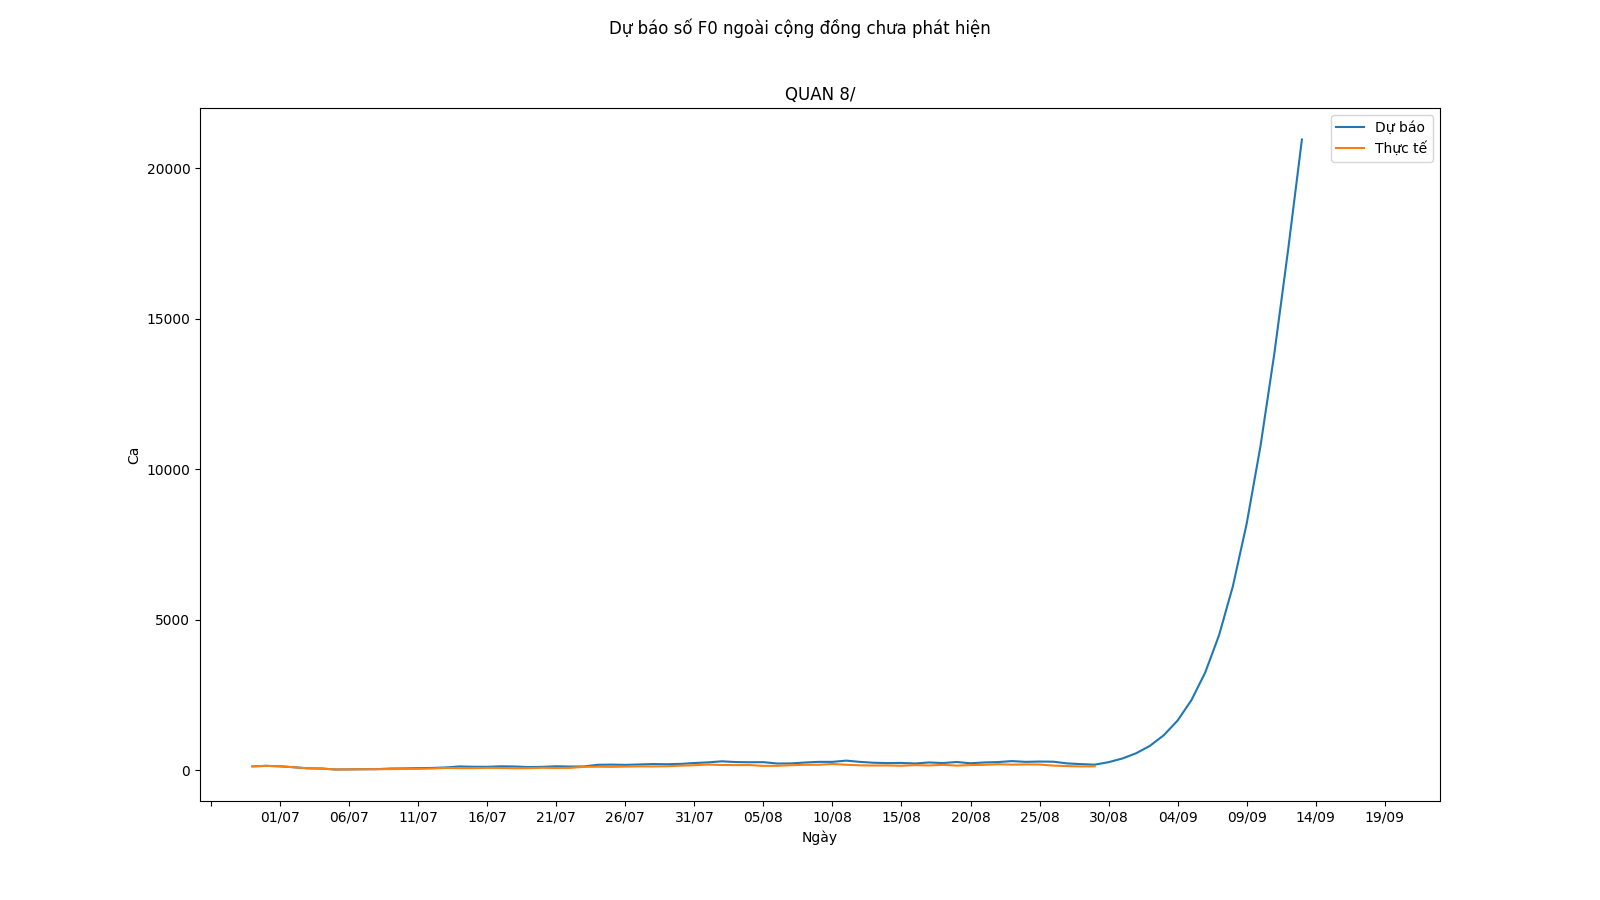 Dự báo số F0 ngoài cộng đồng chưa phát hiện
QUAN 8/
Dự báo
Thực tế
20000
15000
10000
5000
0
Ca
01/07 06/07 11/07 16/07 21/07 26/07 31/07 05/08 10/08 15/08 20/08 25/08 30/08 04/09 09/09 14/09 19/09
Ngày